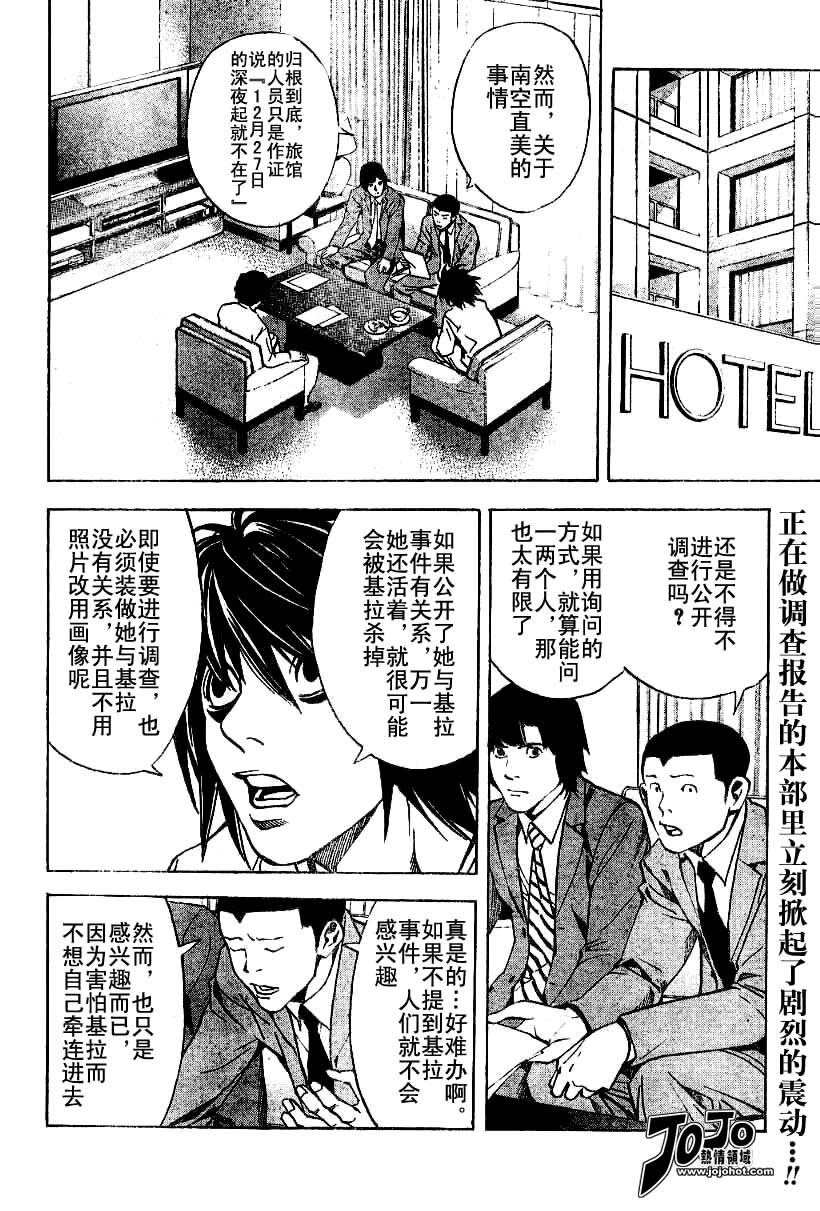 HOTEL
然而，关于
南空直美的
事情
归根到底，旅馆
的人员只是作证
说『12月27日
的深夜起就不在了』
正在做调查报告的本部里立刻掀起了剧烈的震动…!!
还是不得不
进行公开
调查吗？
如果用询问的
方式，就算能问
一两个人，那
也太有限了
如果公开了她与基拉
事件有关系，万一
她还活着，就很可能
会被基拉杀掉
即使要进行调查，也
必须装做她与基拉
没有关系，并且不用
照片改用画像呢
真是的…好难办啊。
如果不提到基拉
事件，人们就不会
感兴趣
然而，也只是
感兴趣而已，
因为害怕基拉而
不想自己牵连进去
JOJO
熱情領域
www.jojohot.com